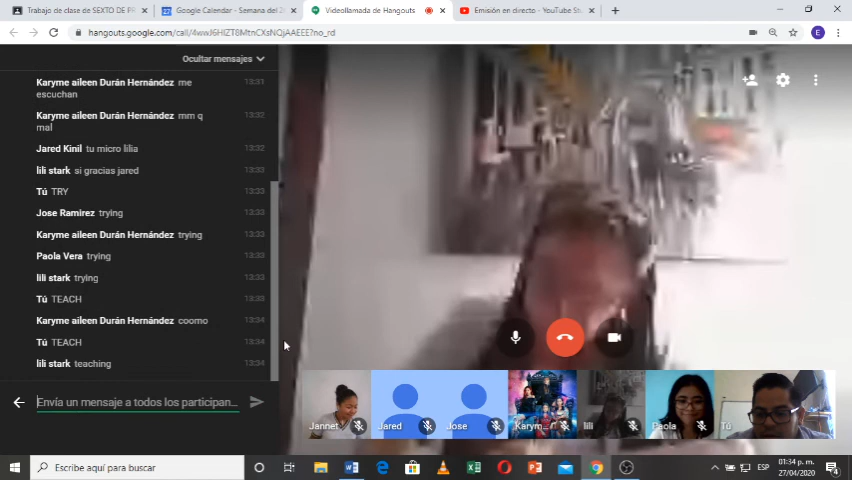 Trabajo de clase de SEXTO DE PR
Google Calendar - Semana del 2
Videollamada de Hangouts
Emisión en directo - YouTube St
hangouts.google.com/call/4wwJ6HIZT8MtnCXsNQjAAEEE?no_rd
E
Ocultar mensajes
Karyme aileen Durán Hernández me escuchan 13:31
Karyme aileen Durán Hernández mm q mal 13:32
Jared Kinil tu micro lilia 13:32
lili stark si gracias jared 13:33
Tú TRY 13:33
Jose Ramirez trying 13:33
Karyme aileen Durán Hernández trying 13:33
Paola Vera trying 13:33
lili stark trying 13:33
Tú TEACH 13:33
Karyme aileen Durán Hernández coomo 13:34
Tú TEACH 13:34
lili stark teaching 13:34
Envía un mensaje a todos los participan...
Jannet
Jared
Jose
Karym...
lili
Paola
Tú
Escribe aquí para buscar
ESP
01:34 p. m.
27/04/2020
4